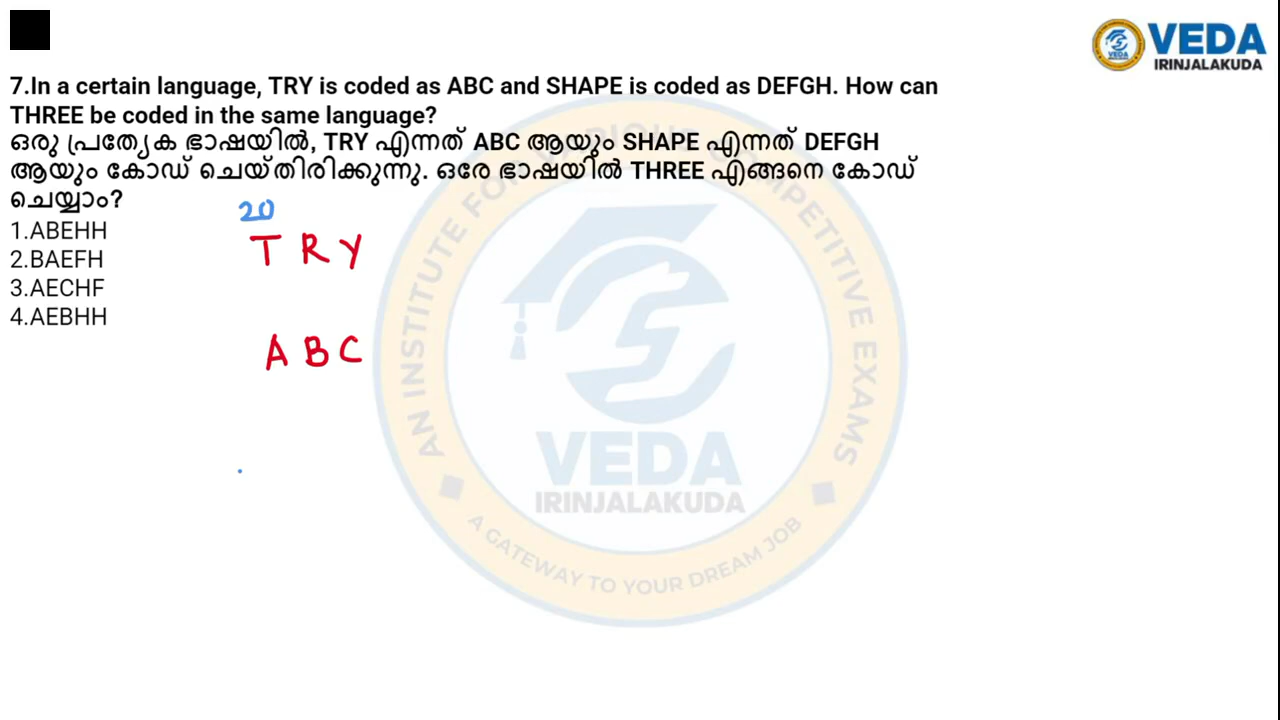 VEDA
IRINJALAKUDA
7.In a certain language, TRY is coded as ABC and SHAPE is coded as DEFGH. How can
THREE be coded in the same language?
ഒരു പ്രത്യേക ഭാഷയിൽ, TRY എന്നത് ABC ആയും SHAPE എന്നത് DEFGH
ആയും കോഡ് ചെയ്തിരിക്കുന്നു. ഒരേ ഭാഷയിൽ THREE എങ്ങനെ കോഡ്
ചെയ്യാം?
1.ABEHH
2.BAEFH
3.AECHF
4.AEBHH
20
T R Y
A B C
AN INSTITUTE FOR VARIOUS COMPETITIVE EXAMS
VEDA
IRINJALAKUDA
A GATEWAY TO YOUR DREAM JOB